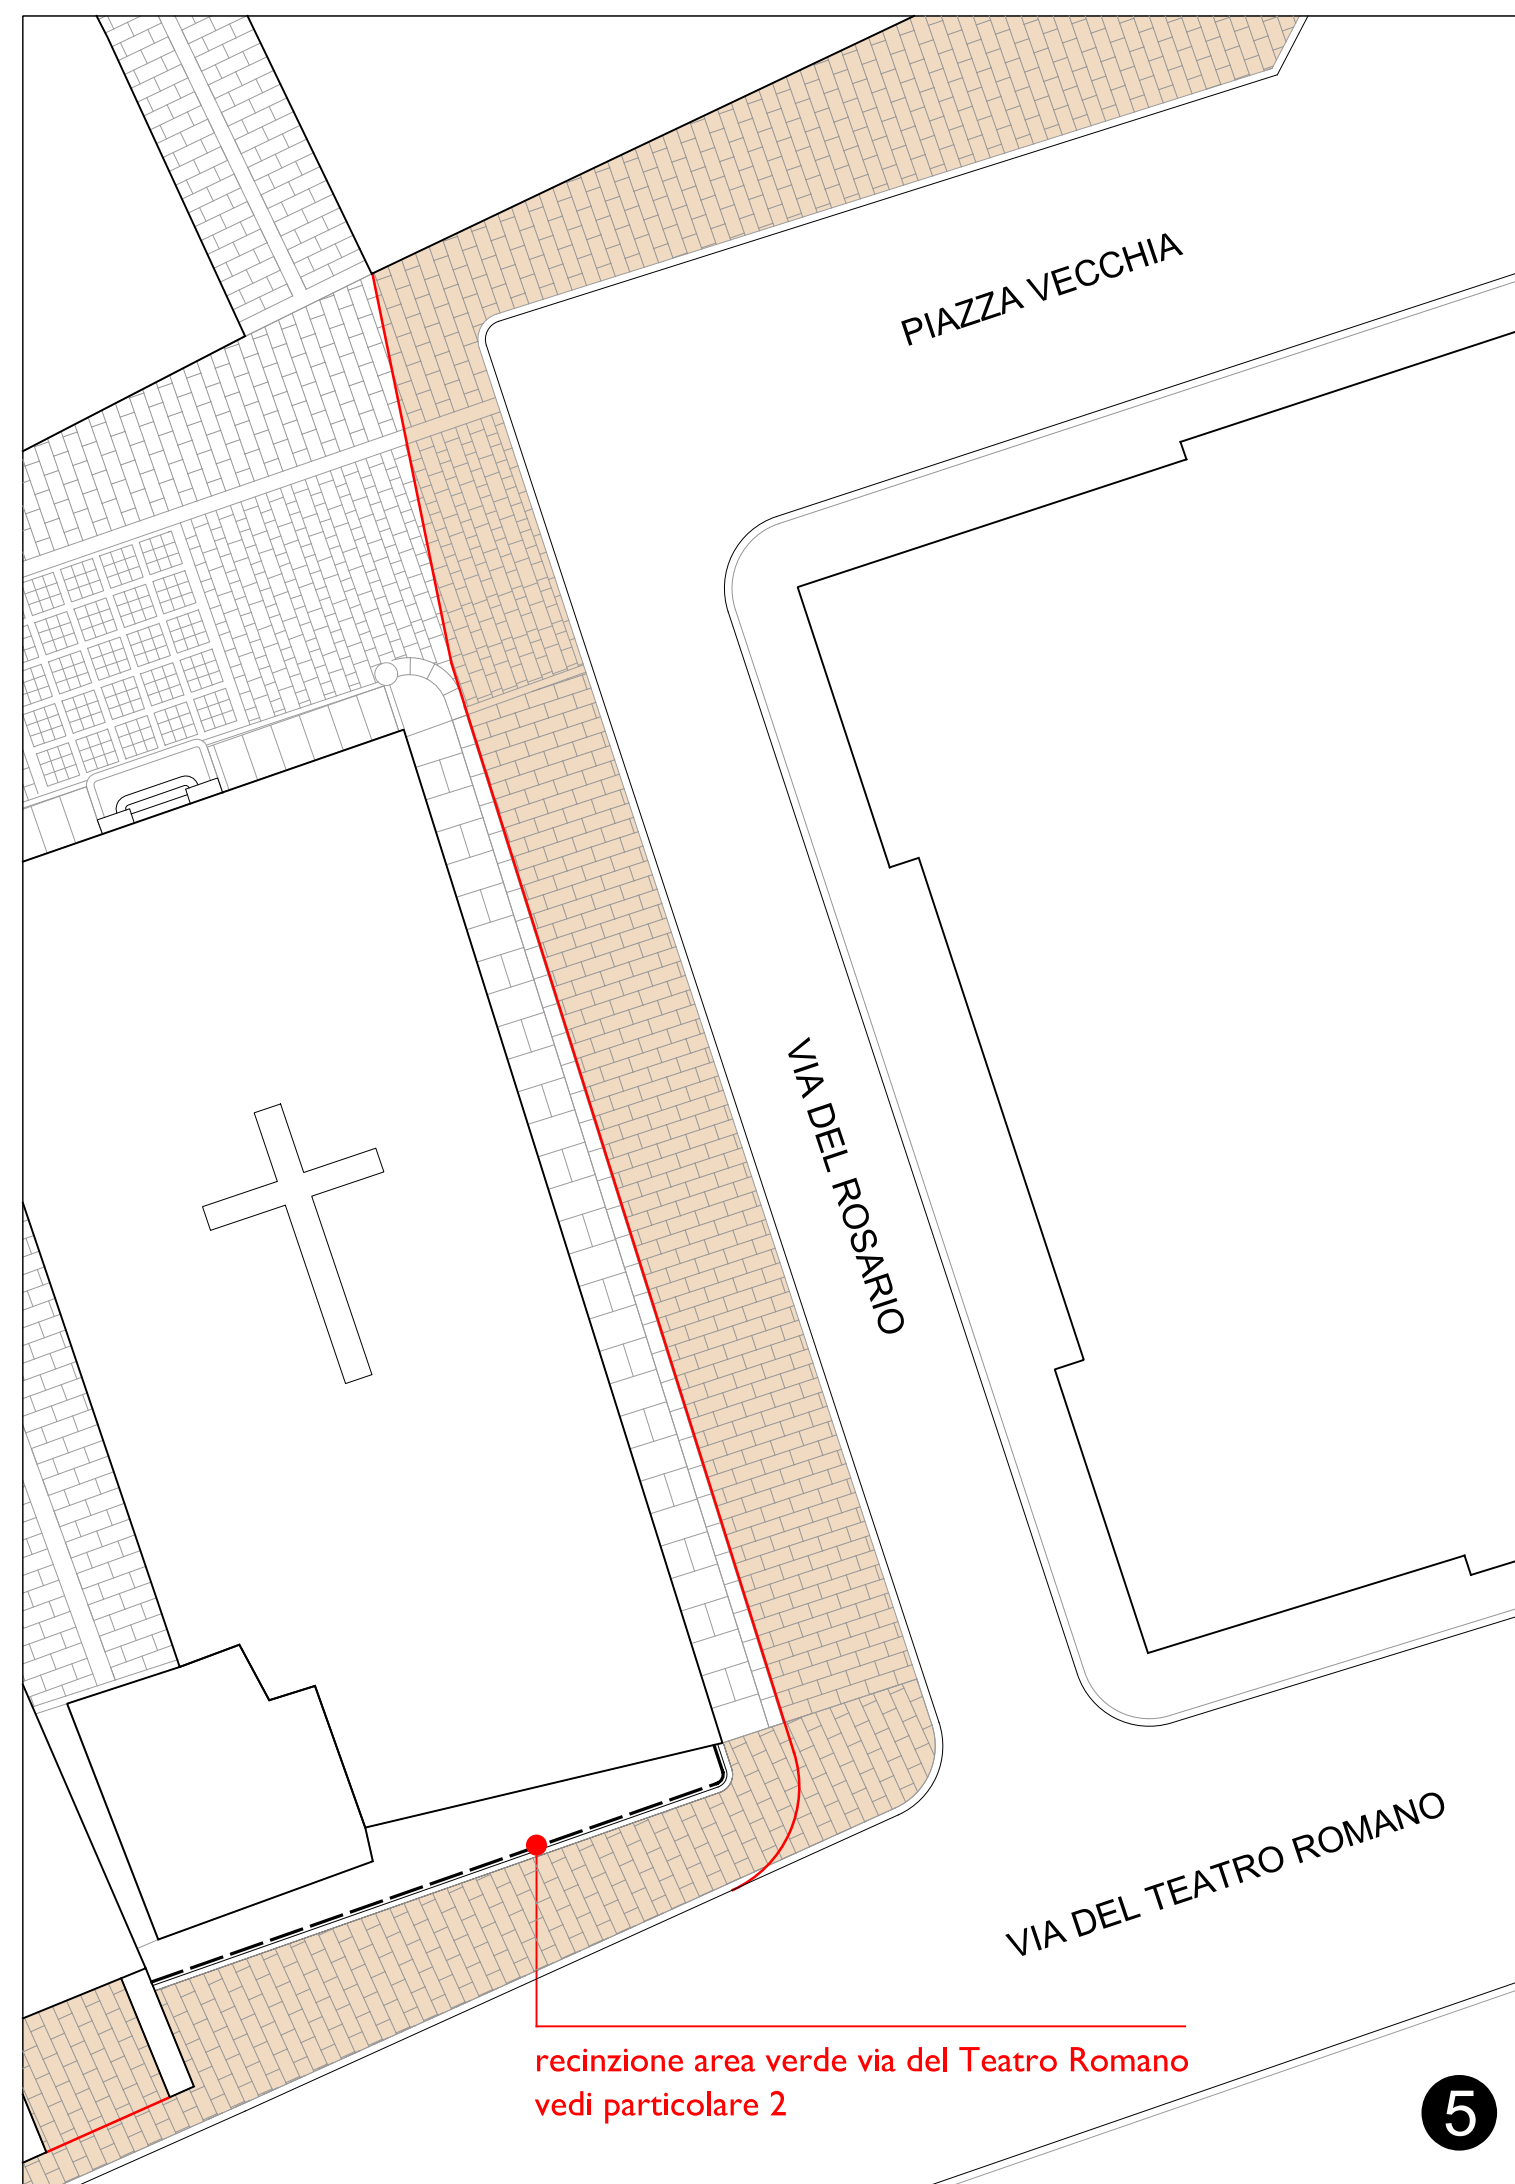 PIAZZA VECCHIA
VIA DEL ROSARIO
VIA DEL TEATRO ROMANO
recinzione area verde via del Teatro Romano
vedi particolare 2
5